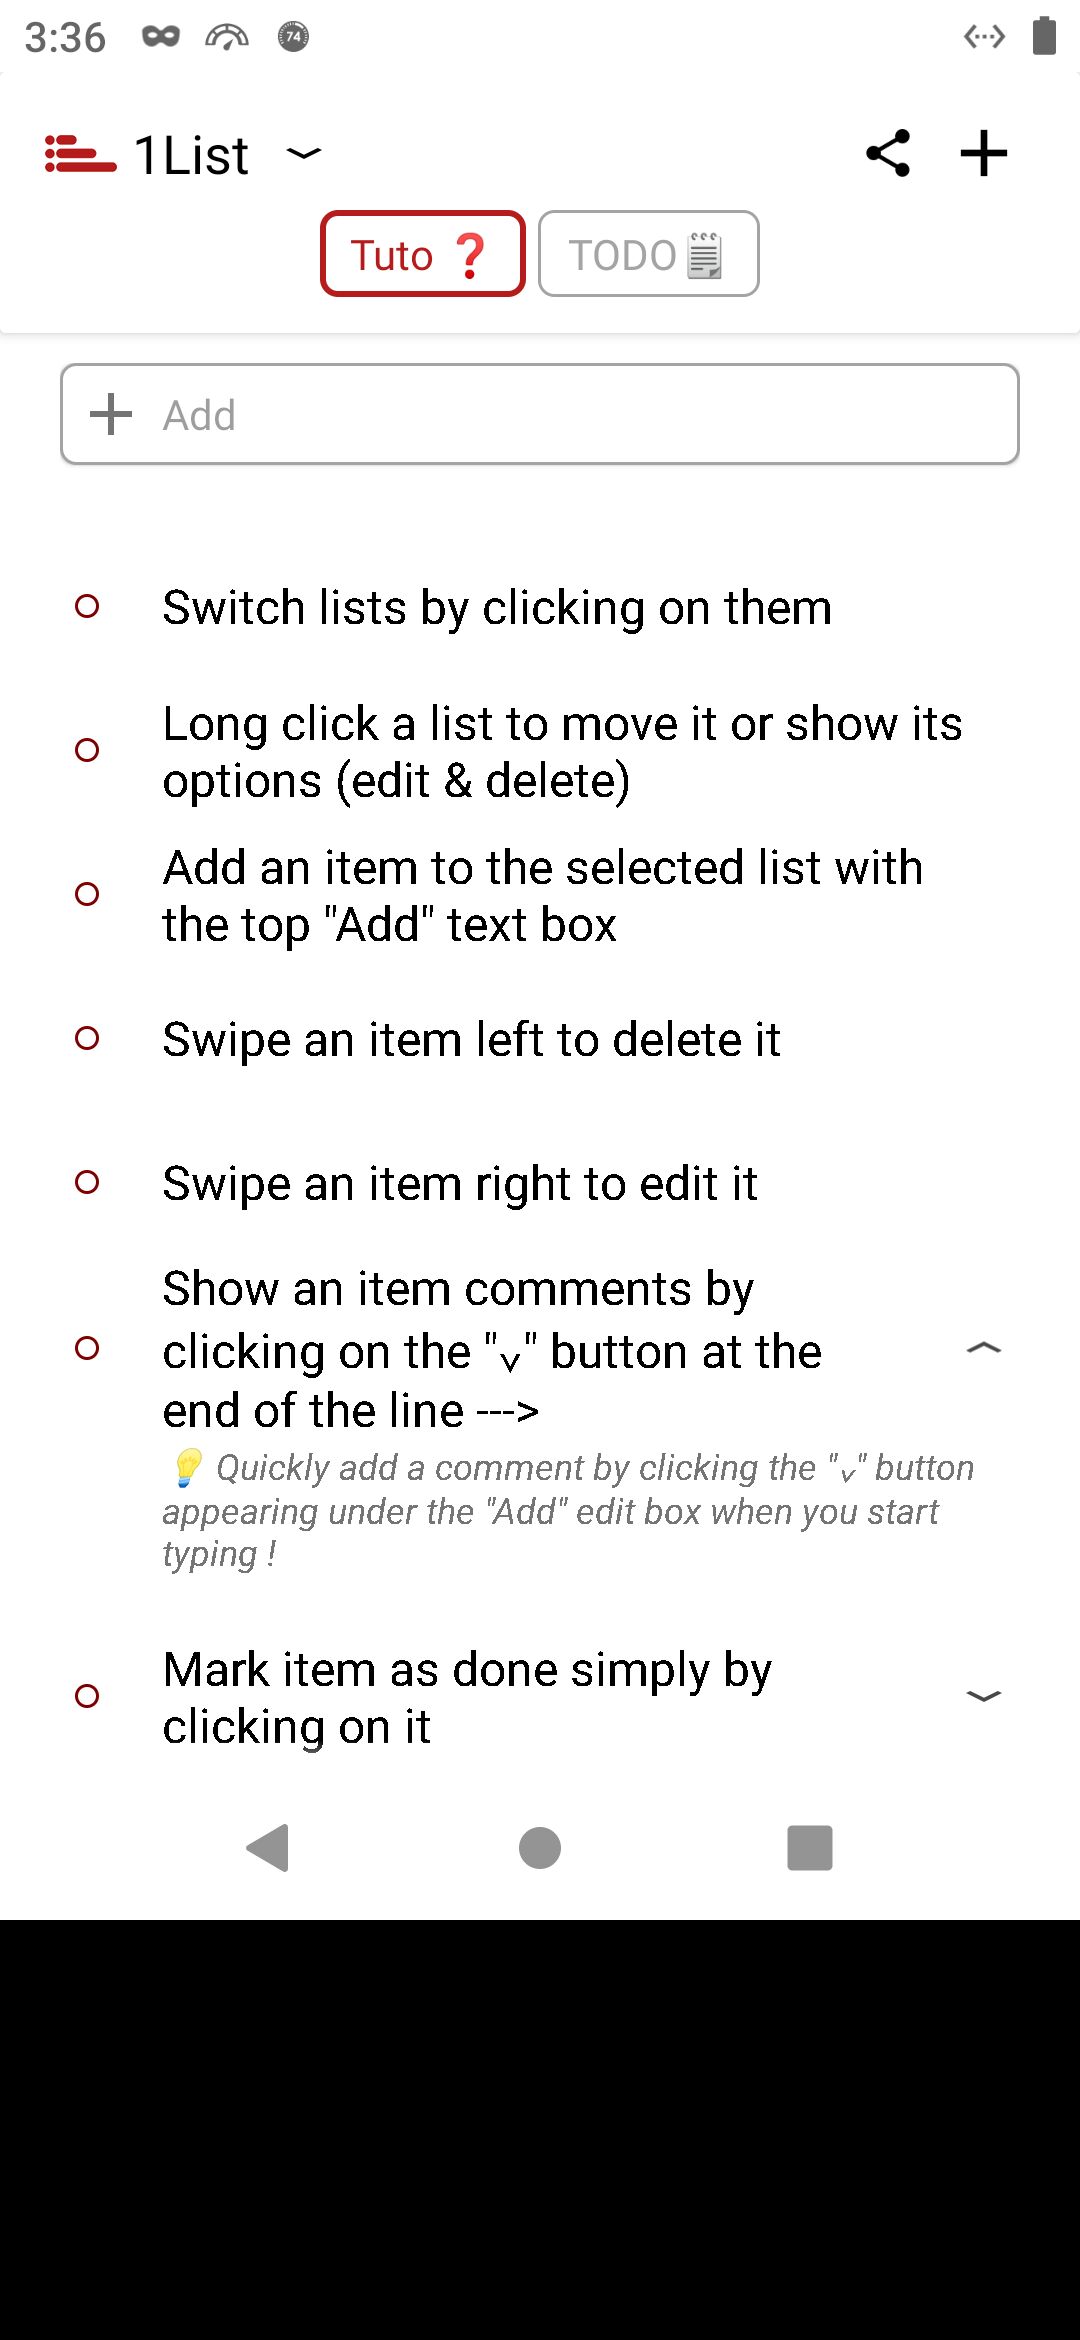 3:36 74
1List
Tuto ❓ TODO🗒
Add
Switch lists by clicking on them
Long click a list to move it or show its
options (edit & delete)
Add an item to the selected list with
the top "Add" text box
Swipe an item left to delete it
Swipe an item right to edit it
Show an item comments by
clicking on the "⌄" button at the
end of the line --->
💡 Quickly add a comment by clicking the "⌄" button
appearing under the "Add" edit box when you start
typing !
Mark item as done simply by
clicking on it